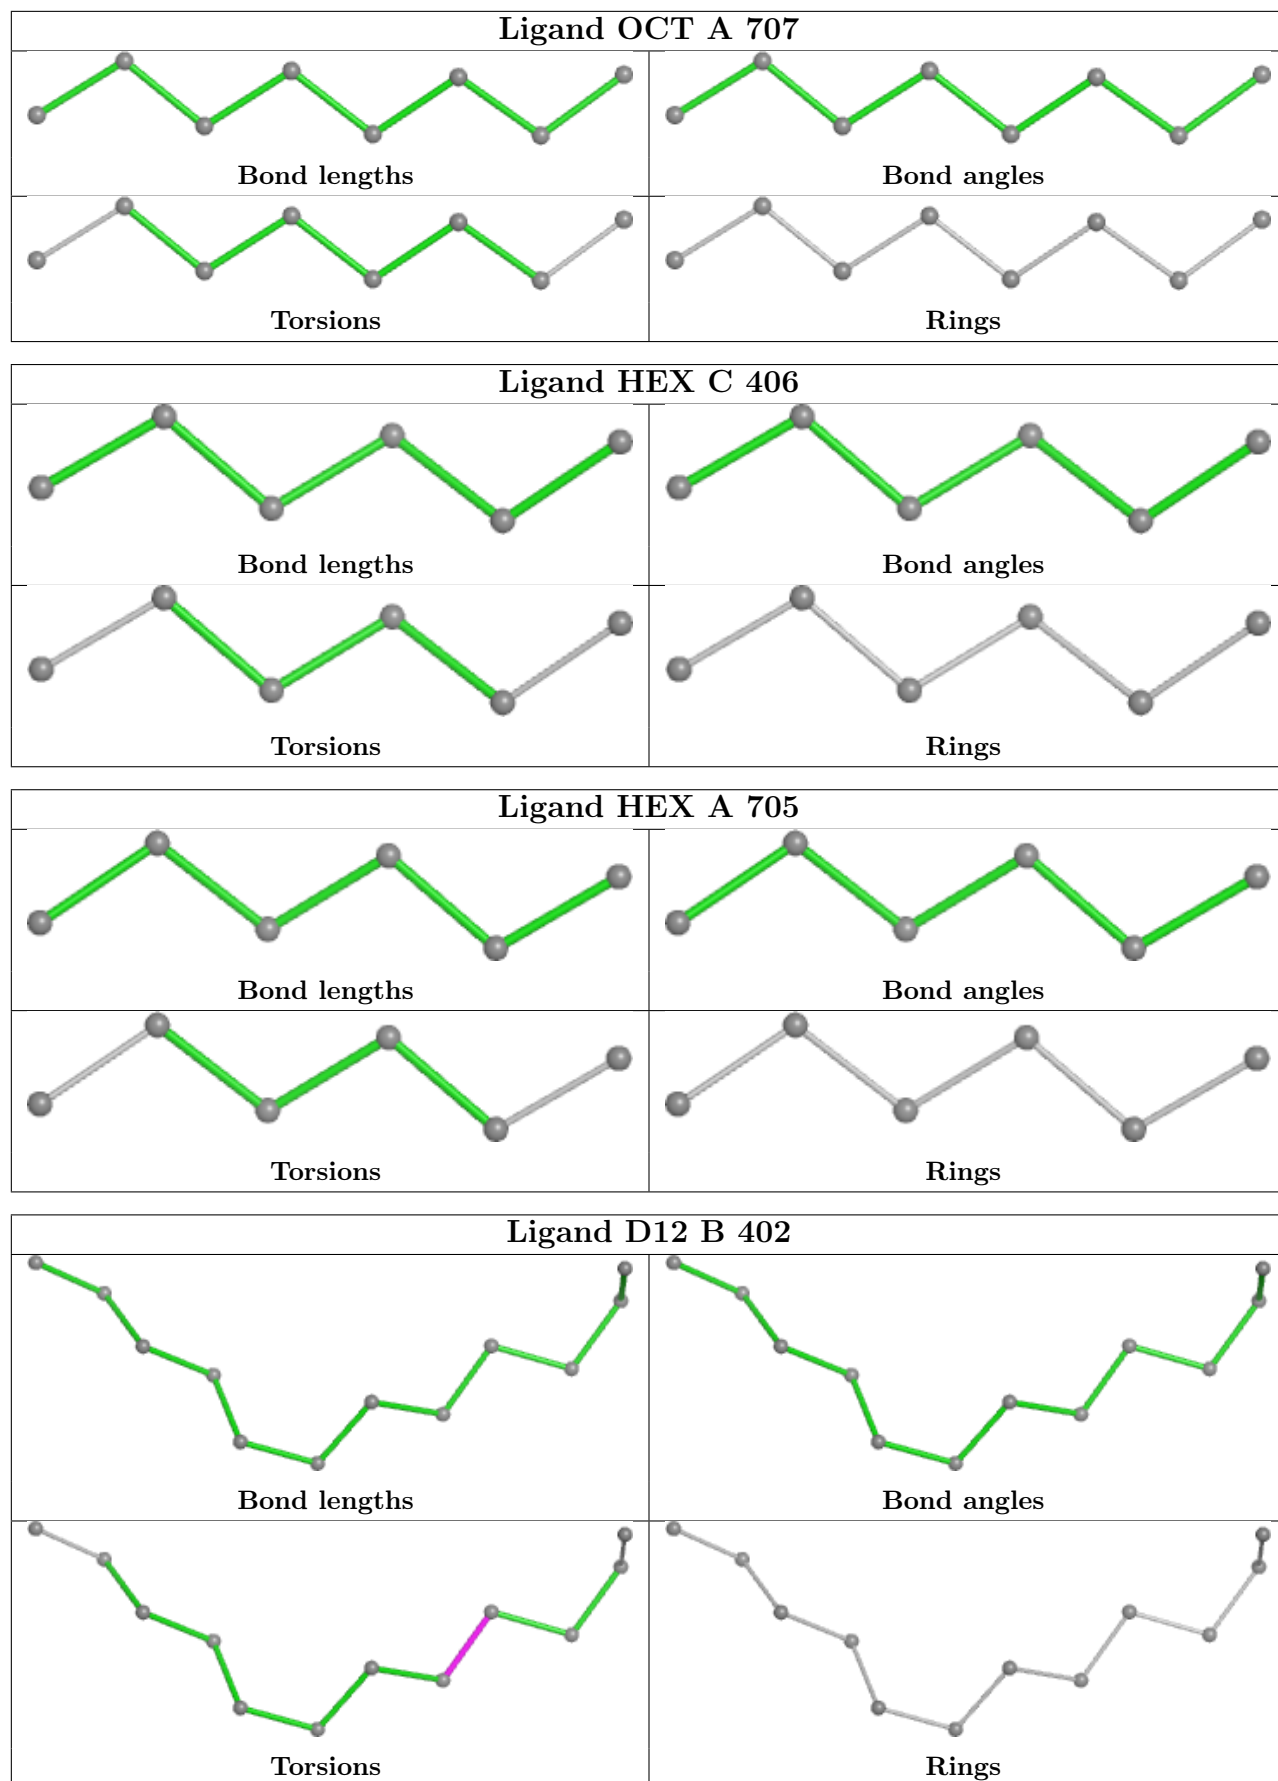 Ligand OCT A 707
Bond lengths
Bond angles
Torsions
Rings
Ligand HEX C 406
Bond lengths
Bond angles
Torsions
Rings
Ligand HEX A 705
Bond lengths
Bond angles
Torsions
Rings
Ligand D12 B 402
Bond lengths
Bond angles
Torsions
Rings